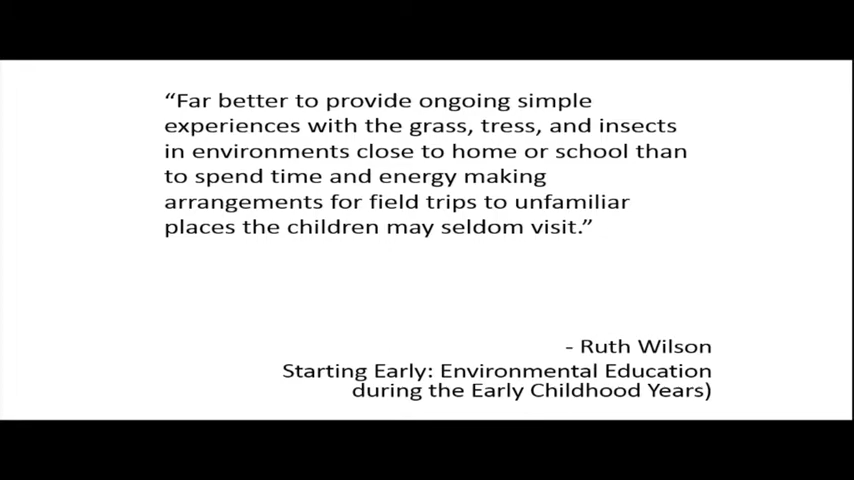 “Far better to provide ongoing simple
experiences with the grass, tress, and insects
in environments close to home or school than
to spend time and energy making
arrangements for field trips to unfamiliar
places the children may seldom visit.”
- Ruth Wilson
Starting Early: Environmental Education
during the Early Childhood Years)